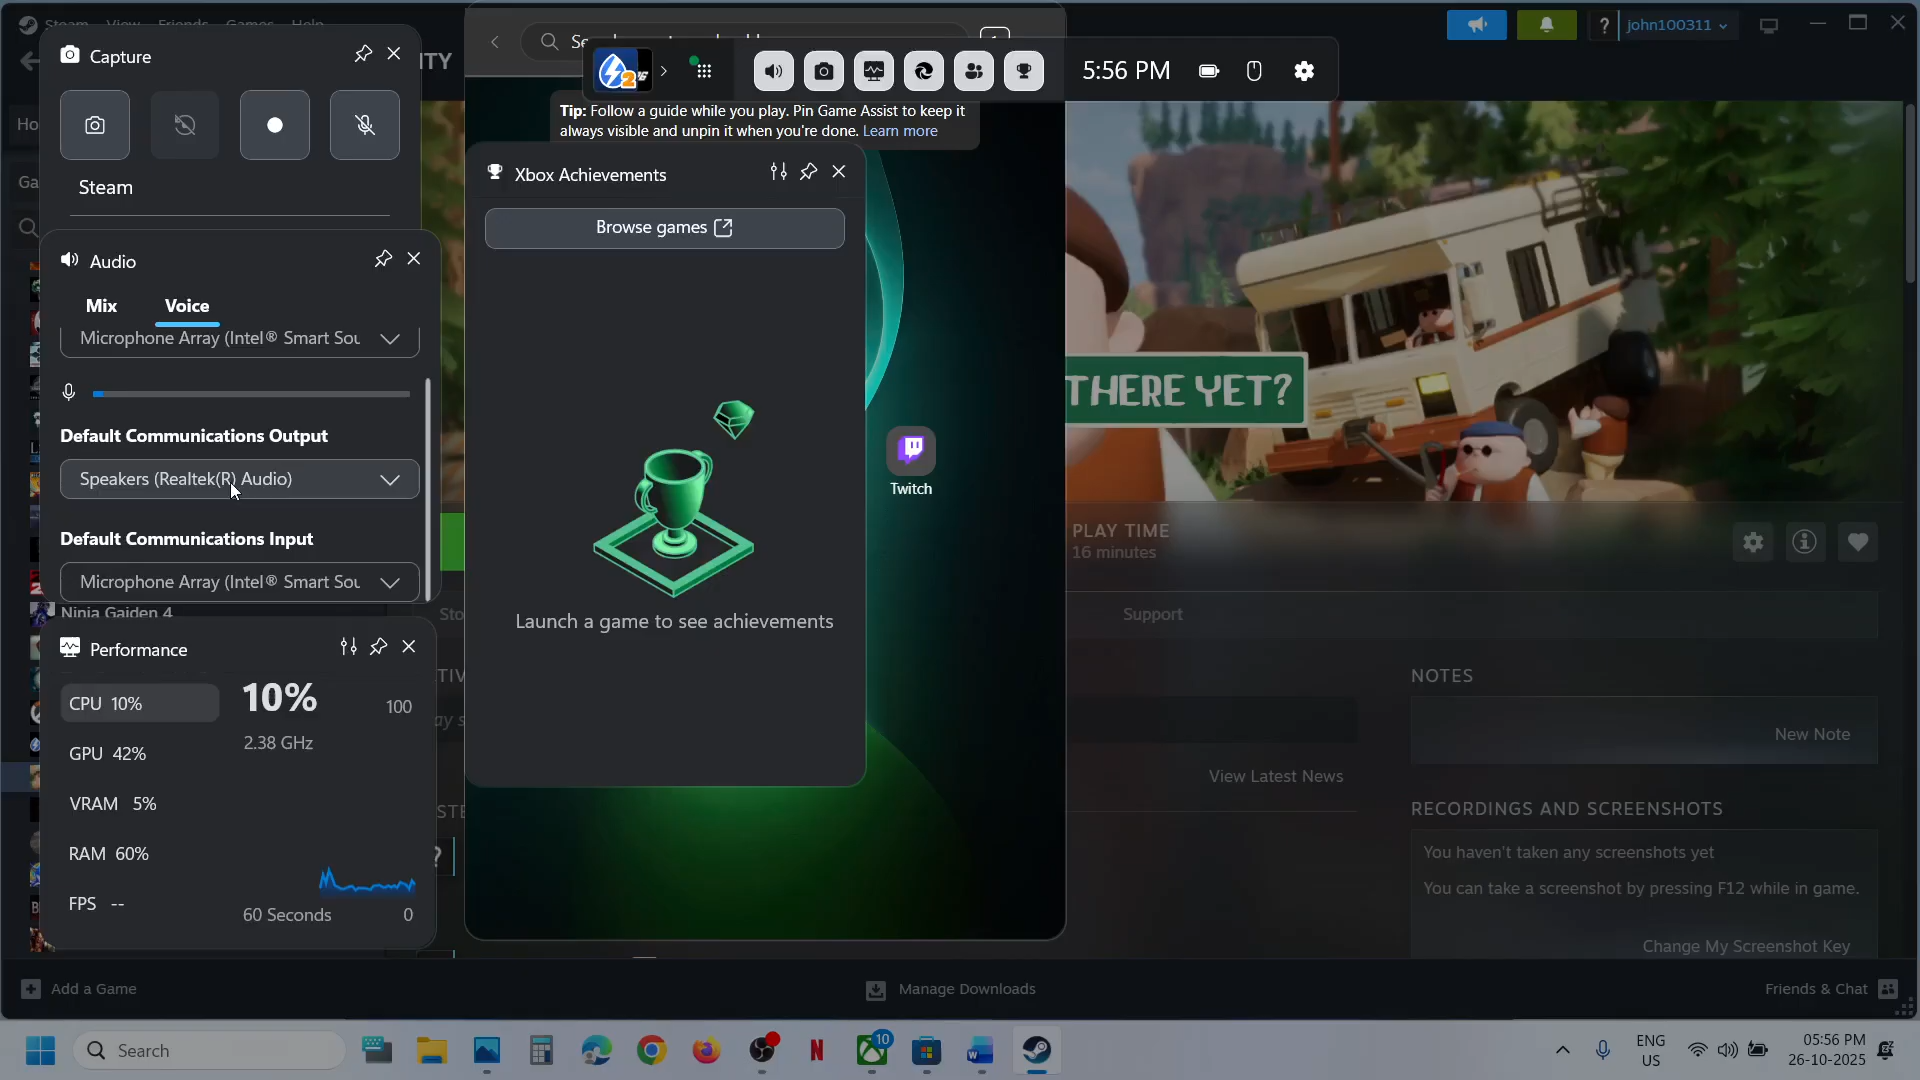 Steam View Friends Games Help
john100311
Capture
ITY
5:56 PM
Tip: Follow a guide while you play. Pin Game Assist to keep it
always visible and unpin it when you're done. Learn more
Steam
Xbox Achievements
Browse games
Audio
Mix Voice
Microphone Array (Intel® Smart Sou
Default Communications Output
Speakers (Realtek(R) Audio)
Default Communications Input
Microphone Array (Intel® Smart Sou
THERE YET?
Twitch
PLAY TIME
16 minutes
Ninja Gaiden 4
Launch a game to see achievements
Support
Performance
CPU 10%
10%
100
2.38 GHz
GPU 42%
VRAM 5%
RAM 60%
FPS --
60 Seconds
0
NOTES
New Note
View Latest News
RECORDINGS AND SCREENSHOTS
You haven't taken any screenshots yet
You can take a screenshot by pressing F12 while in game.
Change My Screenshot Key
Add a Game
Manage Downloads
Friends & Chat
Search
10
ENG
US
05:56 PM
26-10-2025